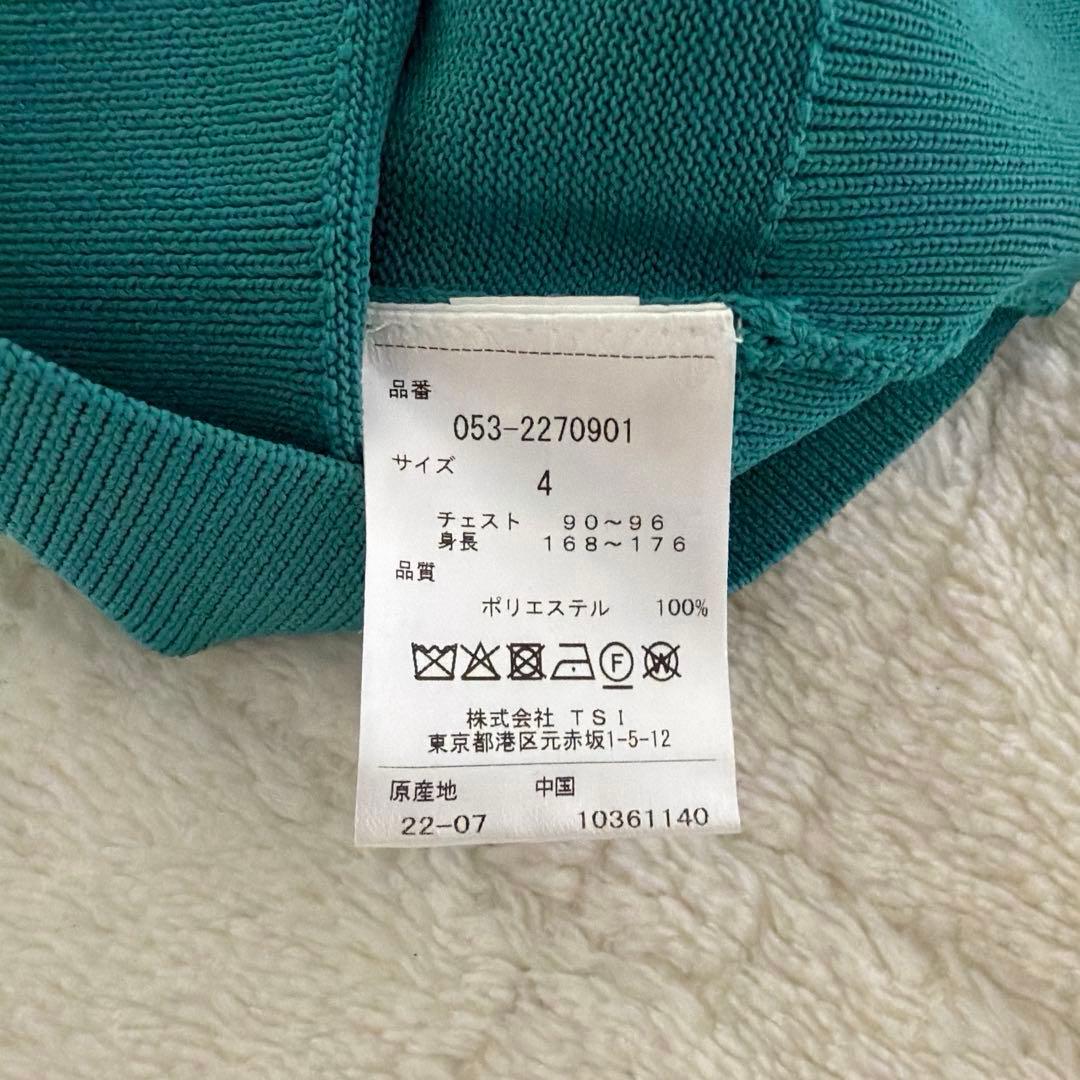 品番
053-2270901
サイズ
4
チェスト 90~96
身長 168~176
品質
ポリエステル 100%
F W
株式会社 TSI
東京都港区元赤坂1-5-12
原産地 中国
22-07 10361140